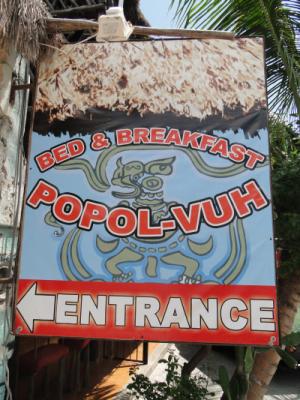 BED & BREAKFAST
POPOL-VUH
ENTRANCE